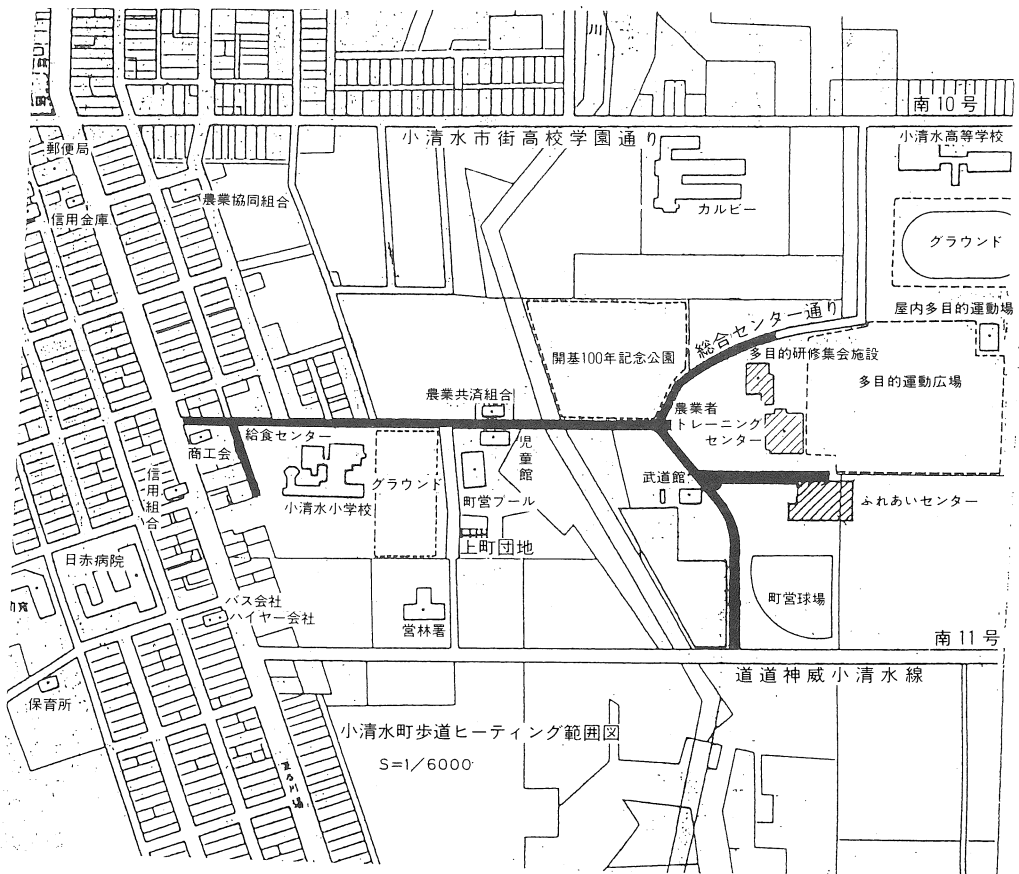 南10号
小清水市街高校学園通り
小清水高等学校
郵便局
農業協同組合
信用金庫
カルビー
グラウンド
屋内多目的運動場
総合センター通り
開基100年記念公園
多目的研修集会施設
多目的運動広場
農業共済組合
農業者
トレーニング
センター
給食センター
商工会
児童館
武道館
信用組合
グラウンド
町営プール
小清水小学校
ふれあいセンター
上町団地
日赤病院
バス会社
ハイヤー会社
営林署
町営球場
南11号
道道神威小清水線
保育所
小清水町歩道ヒーティング範囲図
S=1/6000